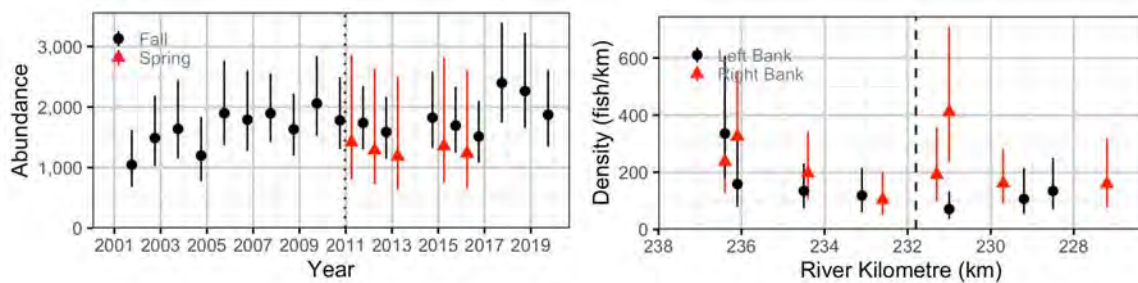 Abundance
3,000
2,000
1,000
0
Fall
Spring
2001 2003 2005 2007 2009 2011 2013 2015 2017 2019
Year
Density (fish/km)
600
400
200
0
Left Bank
Right Bank
238 236 234 232 230 228
River Kilometre (km)